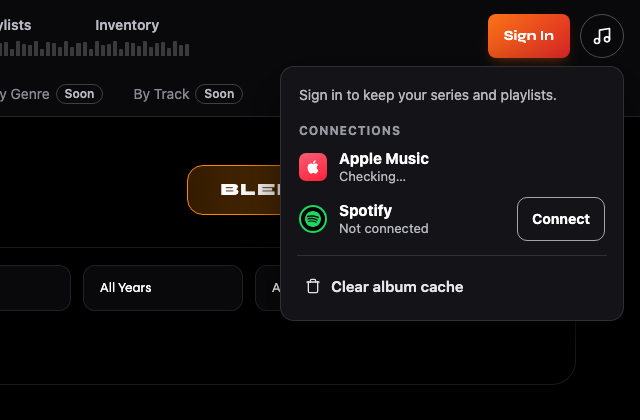 ylists
Inventory
Sign In
y Genre
Soon
By Track
Soon
Sign in to keep your series and playlists.
CONNECTIONS
Apple Music
Checking...
BLE
Spotify
Not connected
Connect
All Years
A
Clear album cache